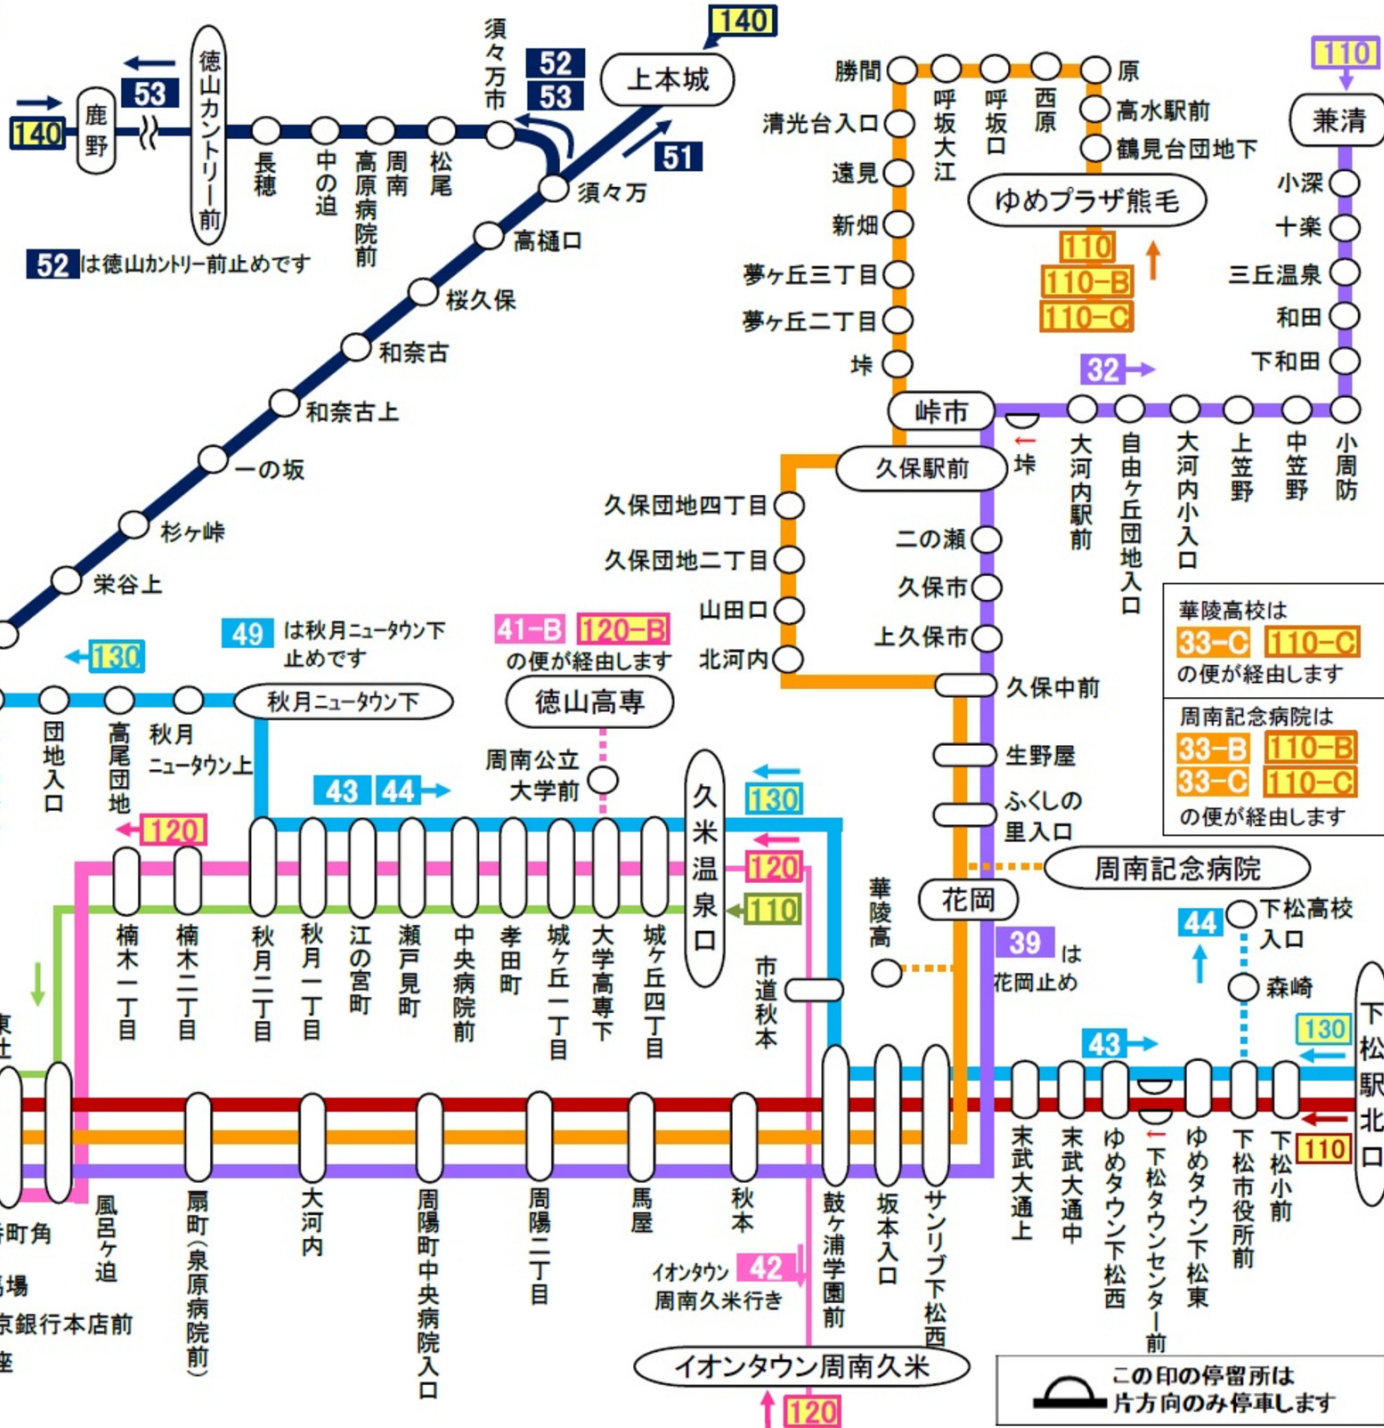 140
上本城
須々万市
52
53
51
須々万
徳山カントリー前
53
鹿野
140
長穂
中の迫
高原病院前
周南
松尾
52は徳山カントリー前止めです
高樋口
桜久保
和奈古
和奈古上
一の坂
杉ヶ峠
栄谷上
勝間
呼坂大江
呼坂口
西原
原
高水駅前
鶴見台団地下
ゆめプラザ熊毛
110
110-B
110-C
清光台入口
遠見
新畑
夢ヶ丘三丁目
夢ヶ丘二丁目
垰
峠市
久保駅前
110
兼清
小深
十楽
三丘温泉
和田
下和田
32
←垰
大河内駅前
自由ヶ丘団地入口
大河内小入口
上笠野
中笠野
小周防
久保団地四丁目
久保団地二丁目
山田口
北河内
二の瀬
久保市
上久保市
久保中前
生野屋
ふくしの
里入口
華陵高校は
33-C 110-C
の便が経由します
周南記念病院は
33-B 110-B
33-C 110-C
の便が経由します
周南記念病院
花岡
華陵高
39は
花岡止め
44
下松高校
入口
森崎
130
49 は秋月ニュータウン下
止めです
秋月ニュータウン下
団地入口
高尾団地
秋月
ニュータウン上
41-B 120-B
の便が経由します
徳山高専
周南公立
大学前
43 44
久米温泉口
130
120
110
120
楠木一丁目
楠木二丁目
秋月二丁目
秋月一丁目
江の宮町
瀬戸見町
中央病院前
孝田町
城ヶ丘一丁目
大学高専下
城ヶ丘四丁目
市道秋本
43
130
110
下松駅北口
末武大通上
末武大通中
ゆめタウン下松西
←下松タウンセンター前
ゆめタウン下松東
下松市役所前
下松小前
町角
場
京銀行本店前
座
風呂ヶ迫
扇町(泉原病院前)
大河内
周陽町中央病院入口
周陽二丁目
馬屋
秋本
鼓ヶ浦学園前
坂本入口
サンリブ下松西
イオンタウン 42
周南久米行き
イオンタウン周南久米
120
この印の停留所は
片方向のみ停車します